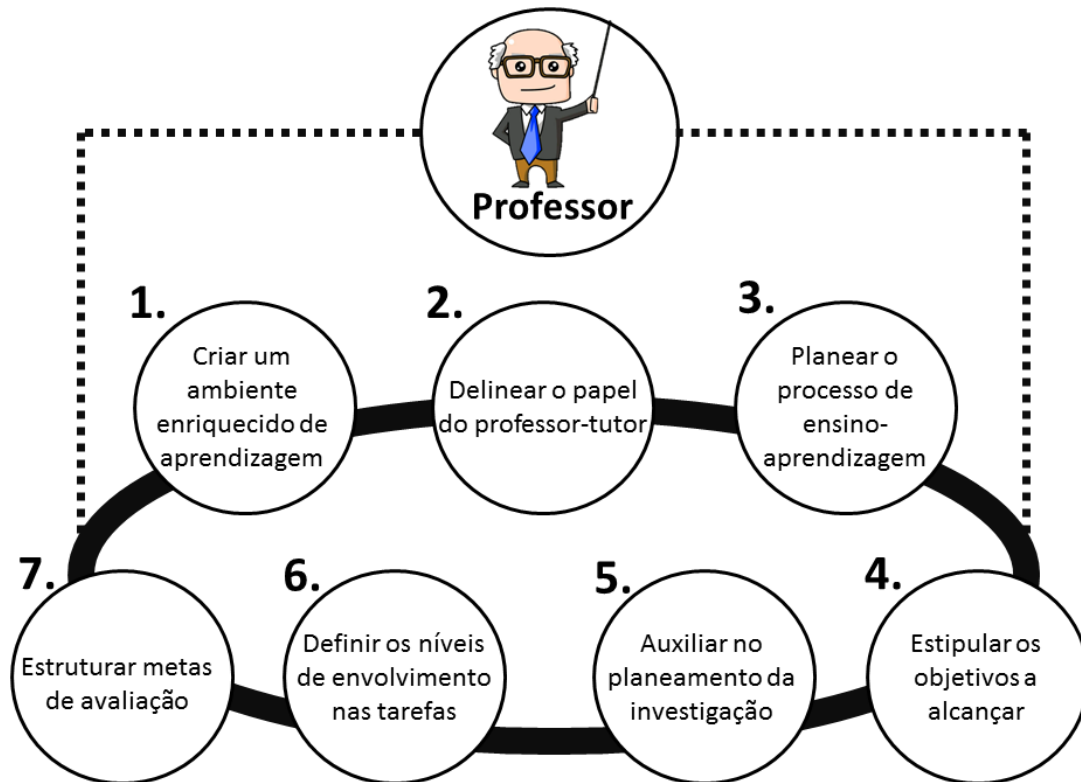 Professor
1.
Criar um
ambiente
enriquecido de
aprendizagem
2.
Delinear o papel
do professor-tutor
3.
Planear o
processo de
ensino-
aprendizagem
4.
Estipular os
objetivos a
alcançar
5.
Auxiliar no
planeamento da
investigação
6.
Definir os níveis
de envolvimento
nas tarefas
7.
Estruturar metas
de avaliação